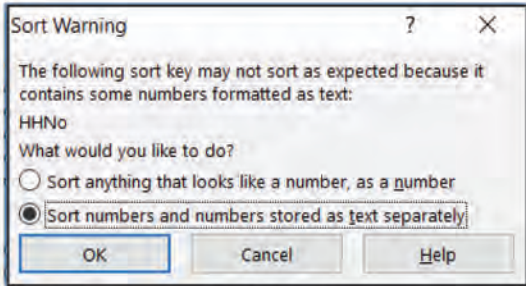 Sort Warning ? ×
The following sort key may not sort as expected because it
contains some numbers formatted as text:
HHNo
What would you like to do?
Sort anything that looks like a number, as a number
Sort numbers and numbers stored as text separately
OK Cancel Help